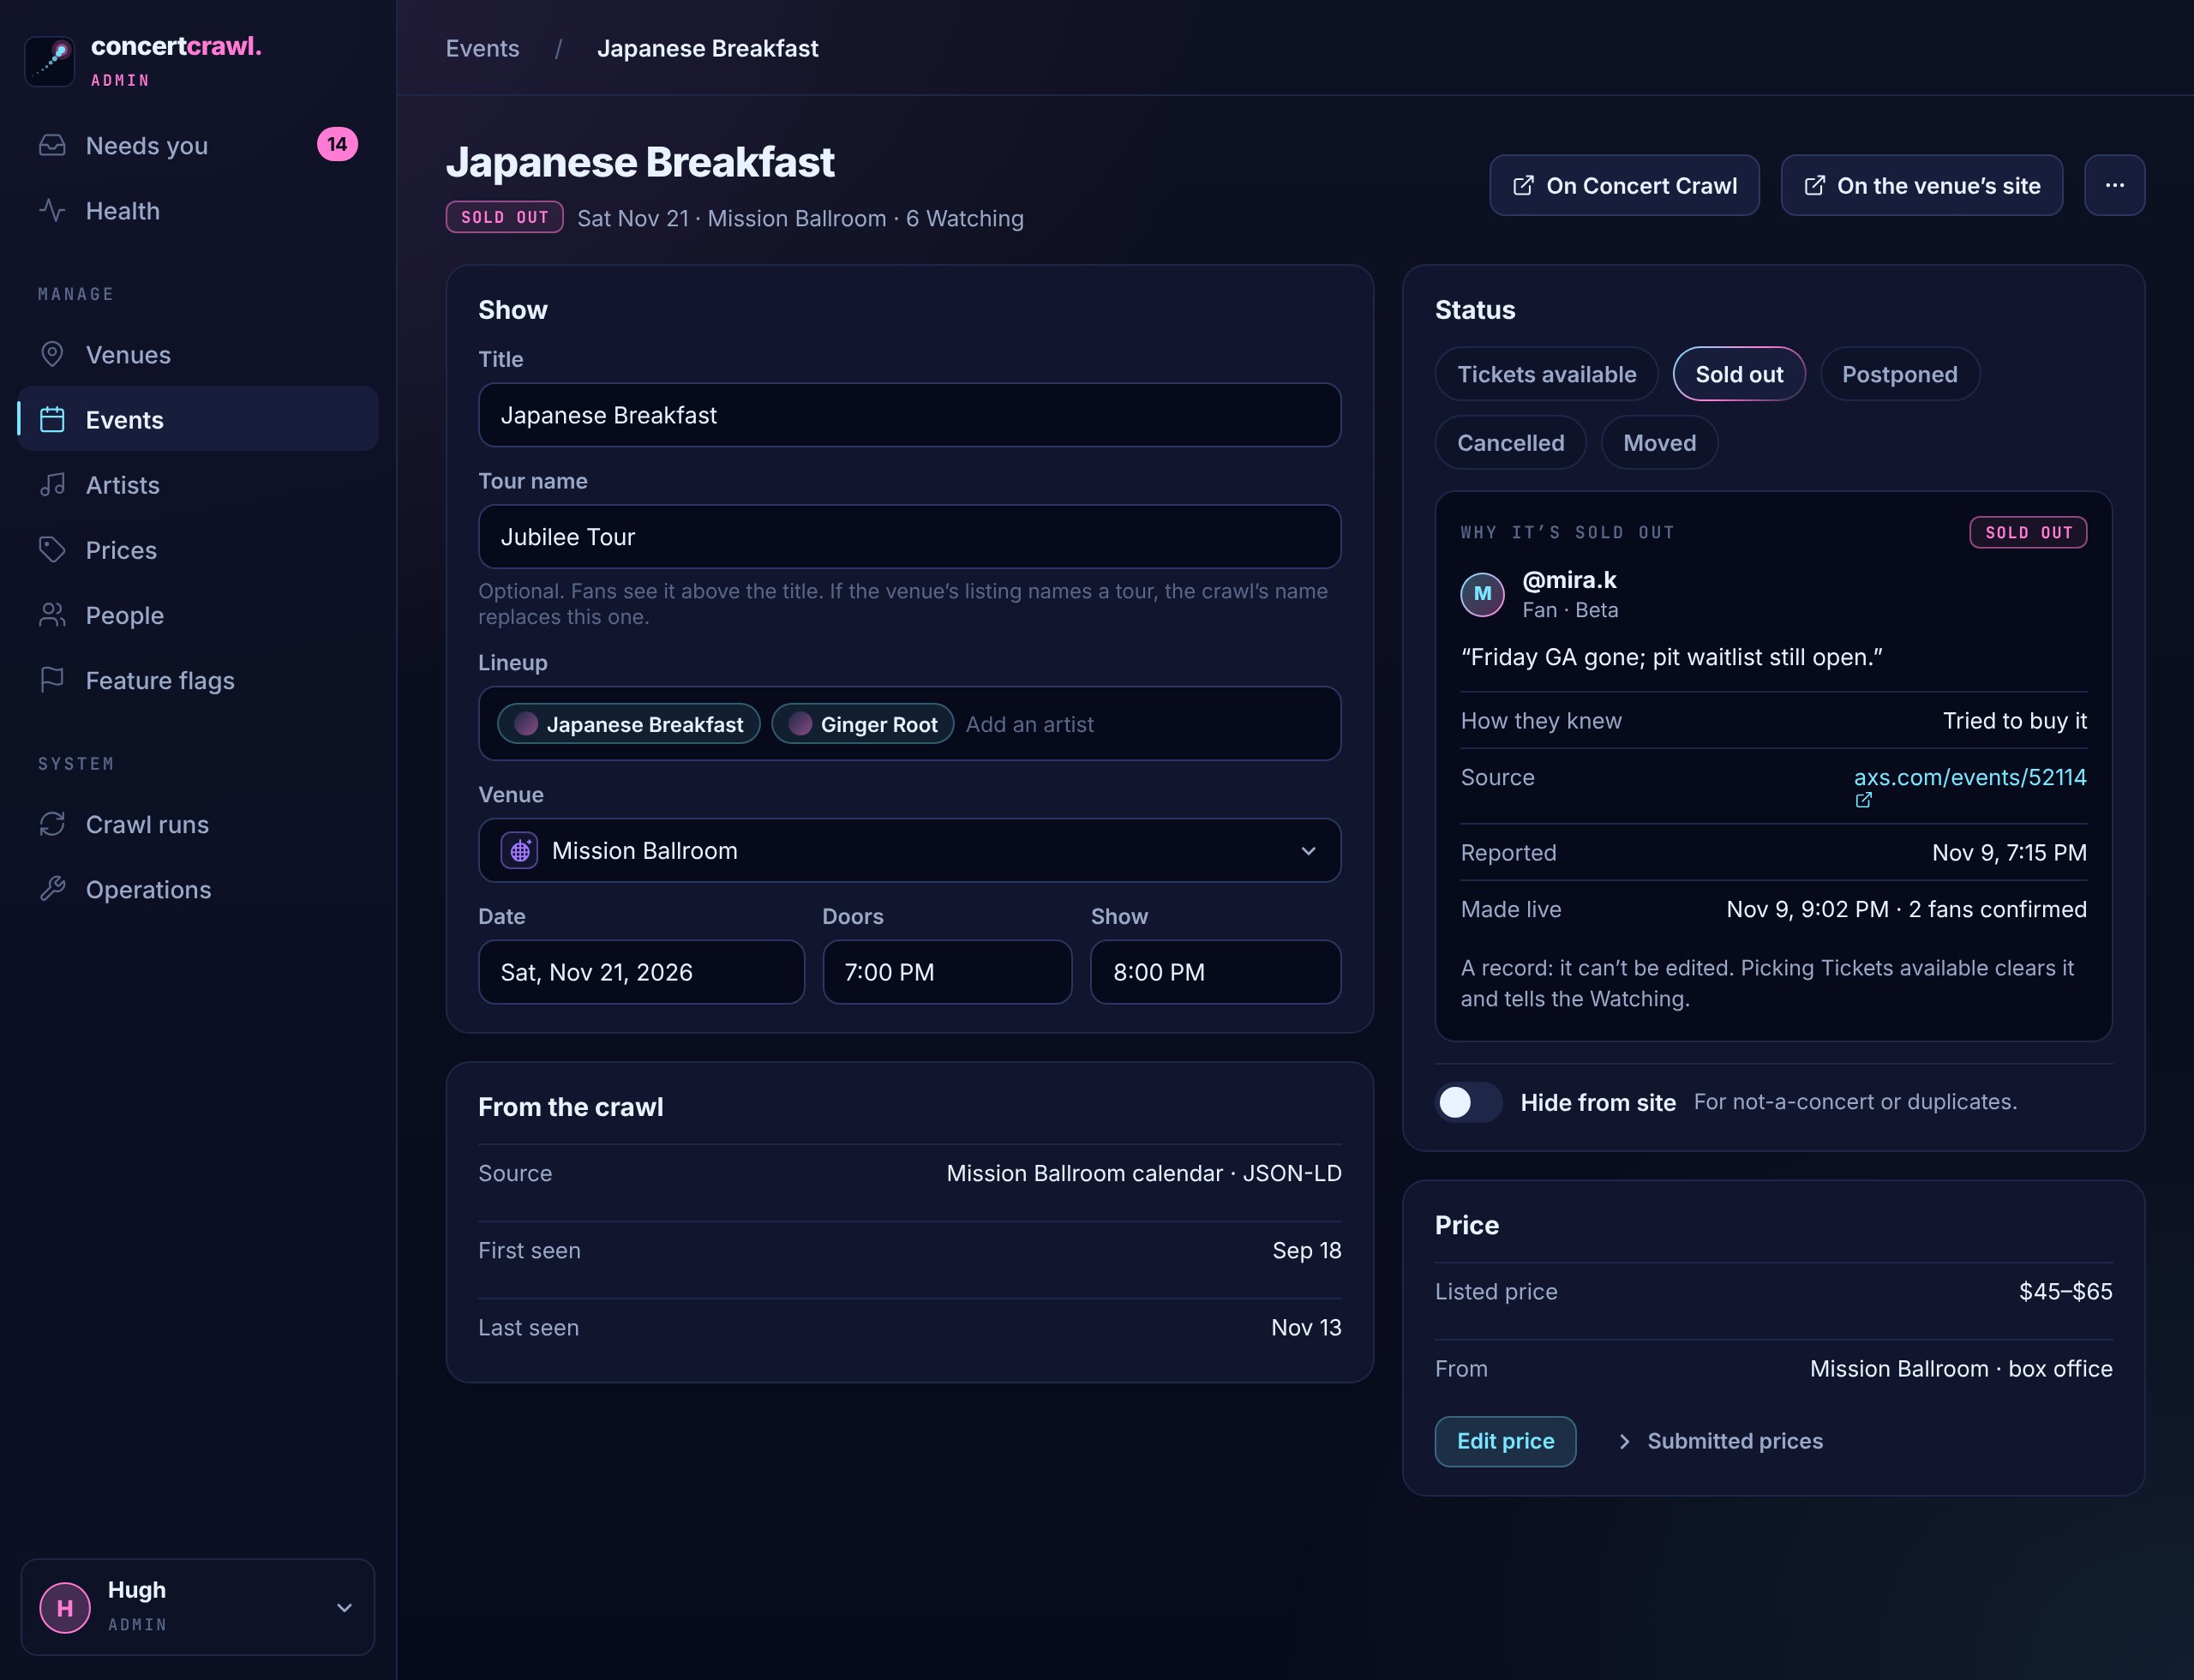 concertcrawl.
ADMIN
Needs you
14
Health
MANAGE
Venues
Events
Artists
Prices
People
Feature flags
SYSTEM
Crawl runs
Operations
H
Hugh
ADMIN
Events / Japanese Breakfast
Japanese Breakfast
SOLD OUT Sat Nov 21 · Mission Ballroom · 6 Watching
On Concert Crawl
On the venue’s site
Show
Title
Japanese Breakfast
Tour name
Jubilee Tour
Optional. Fans see it above the title. If the venue’s listing names a tour, the crawl’s name
replaces this one.
Lineup
Japanese Breakfast Ginger Root Add an artist
Venue
Mission Ballroom
Date Doors Show
Sat, Nov 21, 2026 7:00 PM 8:00 PM
From the crawl
Source Mission Ballroom calendar · JSON-LD
First seen Sep 18
Last seen Nov 13
Status
Tickets available Sold out Postponed
Cancelled Moved
WHY IT’S SOLD OUT SOLD OUT
M
@mira.k
Fan · Beta
“Friday GA gone; pit waitlist still open.”
How they knew Tried to buy it
Source axs.com/events/52114
Reported Nov 9, 7:15 PM
Made live Nov 9, 9:02 PM · 2 fans confirmed
A record: it can’t be edited. Picking Tickets available clears it
and tells the Watching.
Hide from site For not-a-concert or duplicates.
Price
Listed price $45–$65
From Mission Ballroom · box office
Edit price Submitted prices